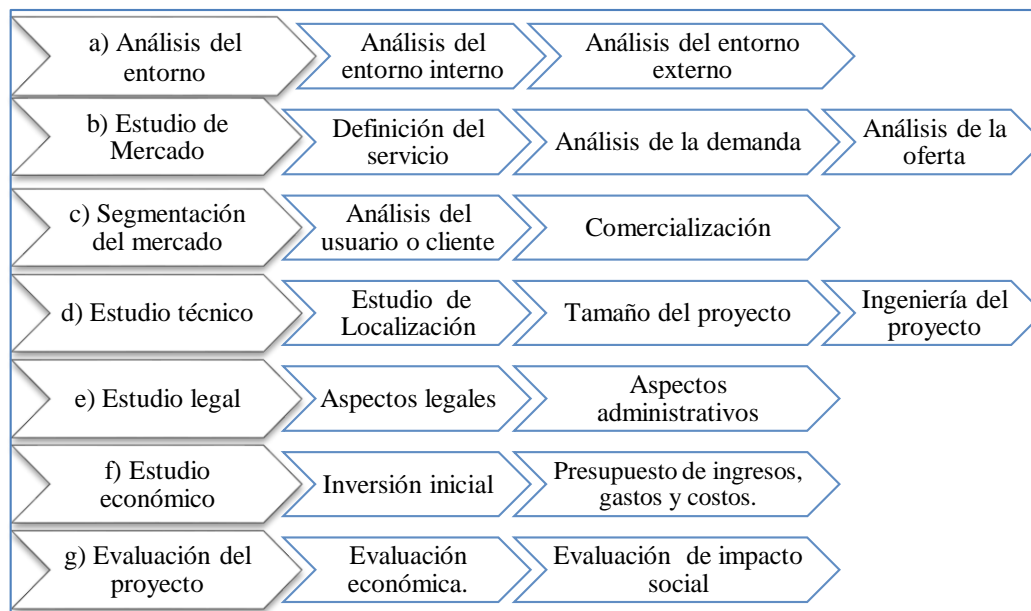 a) Análisis del
entorno
Análisis del
entorno interno
Análisis del entorno
externo
b) Estudio de
Mercado
Definición del
servicio
Análisis de la demanda
Análisis de la
oferta
c) Segmentación
del mercado
Análisis del
usuario o cliente
Comercialización
d) Estudio técnico
Estudio de
Localización
Tamaño del proyecto
Ingeniería del
proyecto
e) Estudio legal
Aspectos legales
Aspectos
administrativos
f) Estudio
económico
Inversión inicial
Presupuesto de ingresos,
gastos y costos.
g) Evaluación del
proyecto
Evaluación
económica.
Evaluación de impacto
social